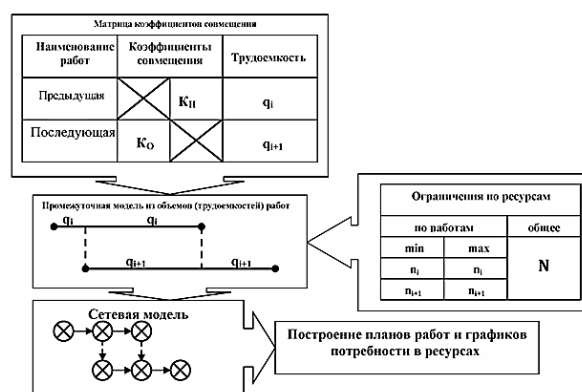 Матрица коэффициентов совмещения
Наименование работ
Коэффициенты совмещения
Трудоемкость
Предыдущая
Kн
qi
Последующая
Ko
qi+1
Промежуточная модель из объемов (трудоемкостей) работ
qi qi
qi+1 qi+1
Ограничения по ресурсам
по работам
общее
min max
N
ni ni
ni+1 ni+1
Сетевая модель
Построение планов работ и графиков
потребности в ресурсах